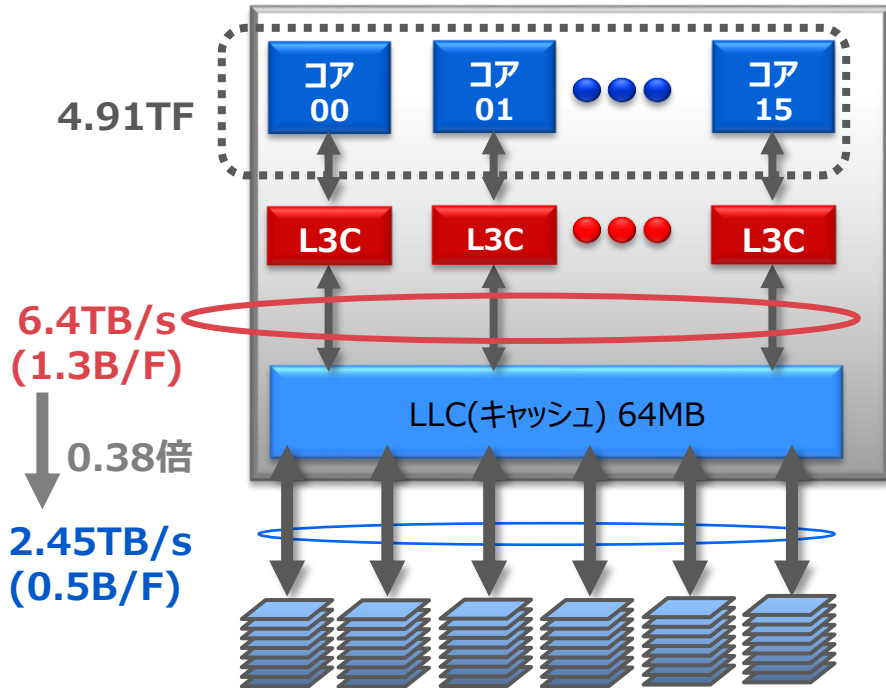 コア
00
コア
01
コア
15
4.91TF
L3C
L3C
L3C
6.4TB/s
(1.3B/F)
LLC(キャッシュ) 64MB
0.38倍
2.45TB/s
(0.5B/F)